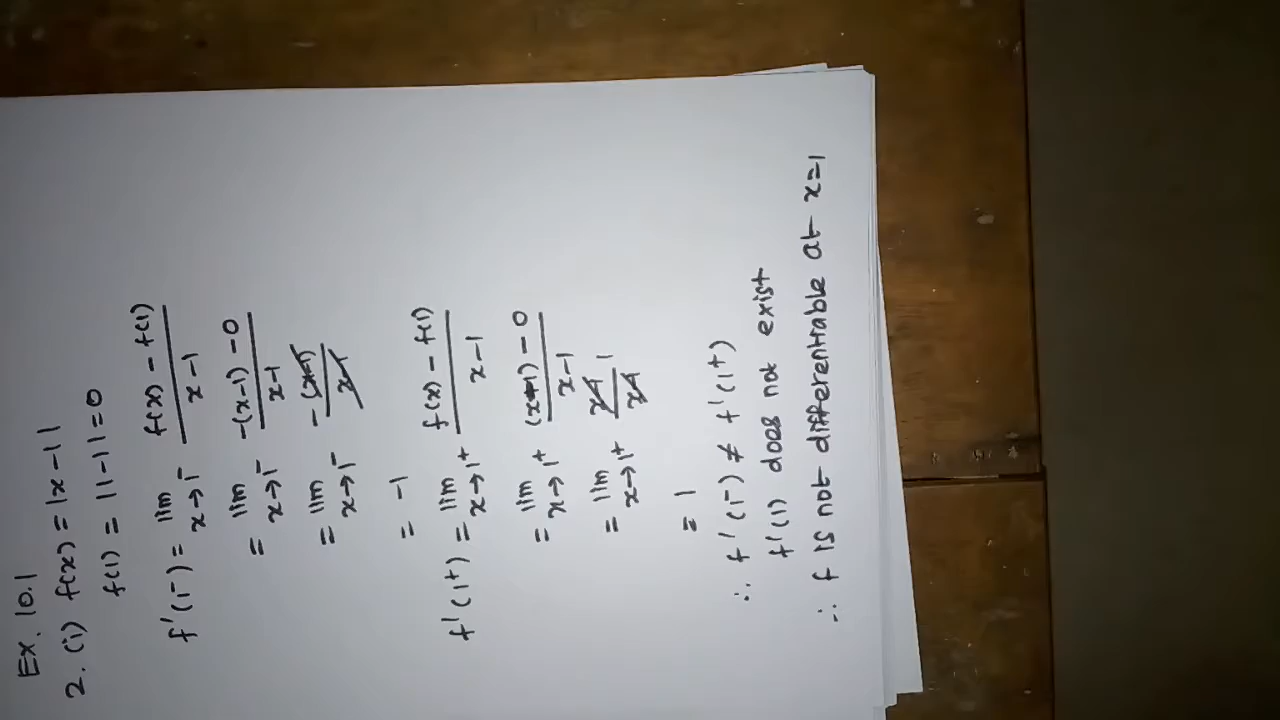 Ex. 10.1
2. (i) f(x) = |x-1|
f(1) = |1-1| = 0
f'(1⁻) = lim x→1⁻ (f(x) - f(1))/(x-1)
= lim x→1⁻ (-(x-1) - 0)/(x-1)
= lim x→1⁻ (-(x-1))/(x-1)
= -1
f'(1⁺) = lim x→1⁺ (f(x) - f(1))/(x-1)
= lim x→1⁺ ((x-1) - 0)/(x-1)
= lim x→1⁺ (x-1)/(x-1) 1
= 1
∴ f'(1⁻) ≠ f'(1⁺)
f'(1) does not exist
∴ f is not differentiable at x=1